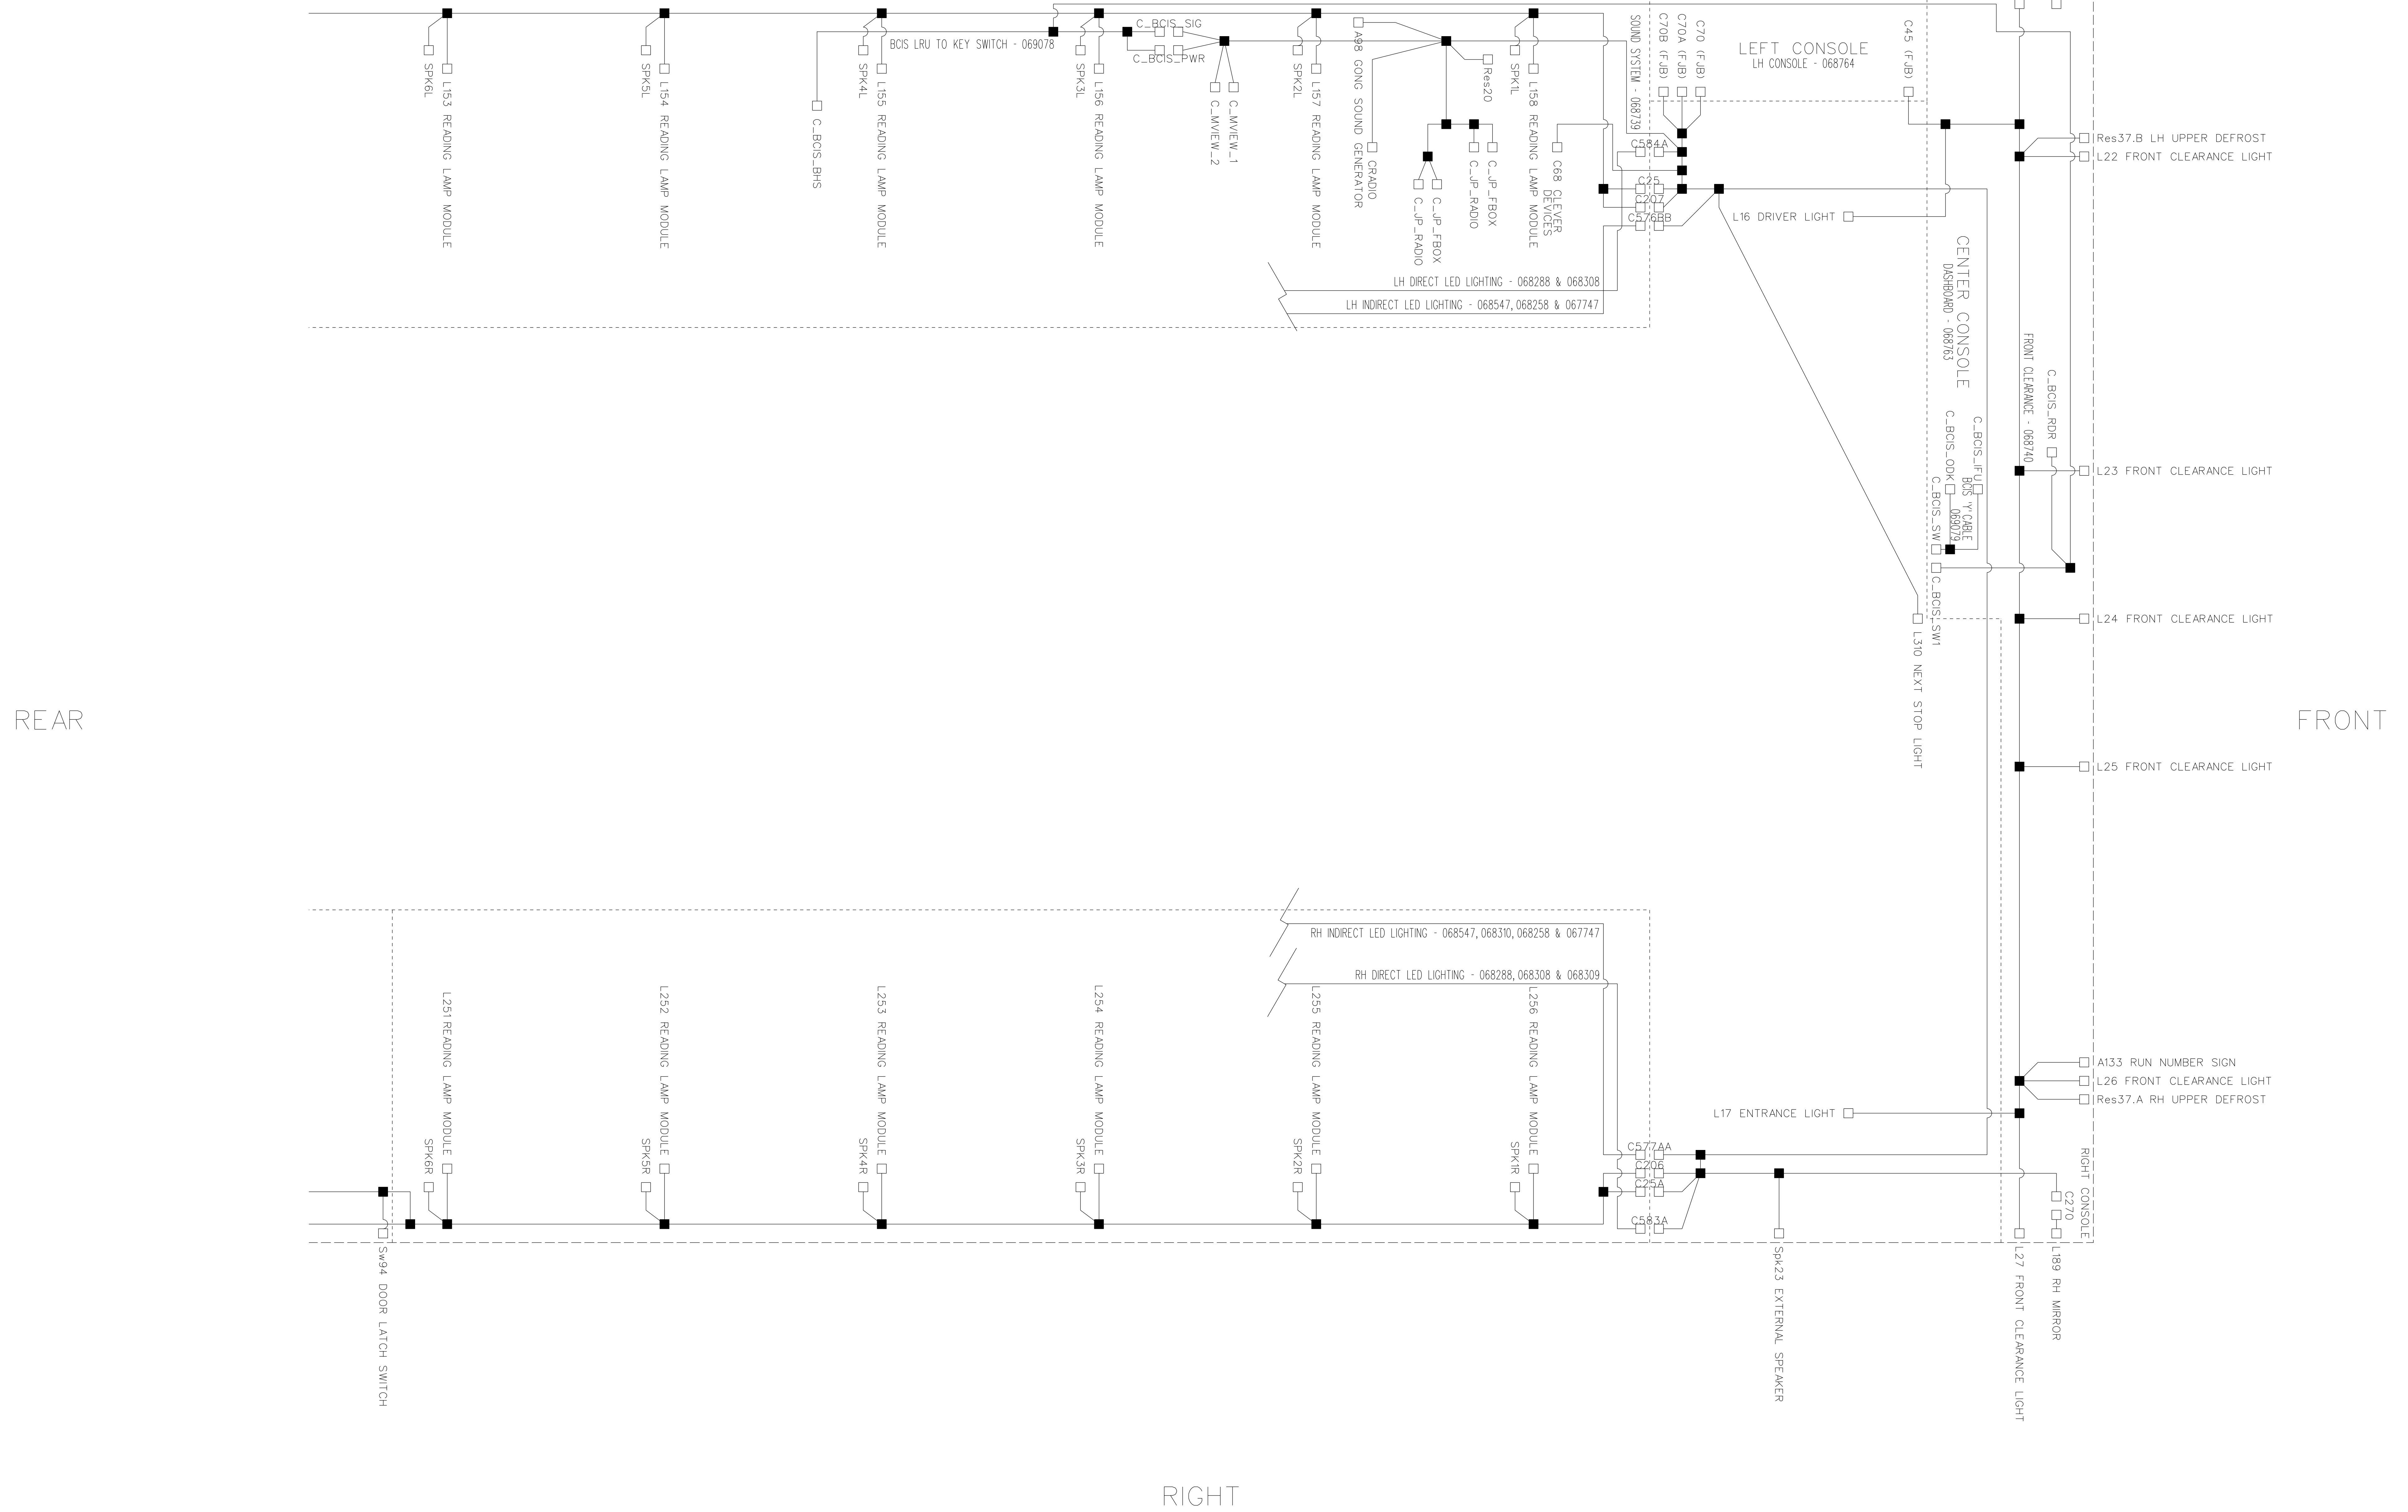 C_BCIS_SIG
BCIS LRU TO KEY SWITCH - 069078
C_BCIS_PWR
SPK6L
L153 READING LAMP MODULE
SPK5L
L154 READING LAMP MODULE
SPK4L
L155 READING LAMP MODULE
C_BCIS_BHS
SPK3L
L156 READING LAMP MODULE
C_MVIEW_2
C_MVIEW_1
SPK2L
L157 READING LAMP MODULE
A98 GONG SOUND GENERATOR
CRADIO
Res20
C_JP_RADIO
C_JP_FBOX
C_JP_RADIO
C_JP_FBOX
SPK1L
L158 READING LAMP MODULE
C68 CLEVER
DEVICES
SOUND SYSTEM - 068739
C70B (FJB)
C70A (FJB)
C70 (FJB)
LEFT CONSOLE
LH CONSOLE - 068764
C45 (FJB)
C584A
C25
C207
C576BB
L16 DRIVER LIGHT
Res37.B LH UPPER DEFROST
L22 FRONT CLEARANCE LIGHT
LH DIRECT LED LIGHTING - 068288 & 068308
LH INDIRECT LED LIGHTING - 068547, 068258 & 067747
CENTER CONSOLE
DASHBOARD - 068763
FRONT CLEARANCE - 068740
C_BCIS_RDR
C_BCIS_ODK
C_BCIS_IFU
BCIS 'Y' CABLE
069079
C_BCIS_SW
C_BCIS_SW1
L23 FRONT CLEARANCE LIGHT
L24 FRONT CLEARANCE LIGHT
L310 NEXT STOP LIGHT
REAR
FRONT
L25 FRONT CLEARANCE LIGHT
RH INDIRECT LED LIGHTING - 068547, 068310, 068258 & 067747
RH DIRECT LED LIGHTING - 068288, 068308 & 068309
A133 RUN NUMBER SIGN
L26 FRONT CLEARANCE LIGHT
Res37.A RH UPPER DEFROST
L17 ENTRANCE LIGHT
SPK6R
L251 READING LAMP MODULE
SPK5R
L252 READING LAMP MODULE
SPK4R
L253 READING LAMP MODULE
SPK3R
L254 READING LAMP MODULE
SPK2R
L255 READING LAMP MODULE
SPK1R
L256 READING LAMP MODULE
C577AA
C206
C25A
C583A
RIGHT CONSOLE
C270
Sw94 DOOR LATCH SWITCH
Spk23 EXTERNAL SPEAKER
L27 FRONT CLEARANCE LIGHT
L189 RH MIRROR
RIGHT